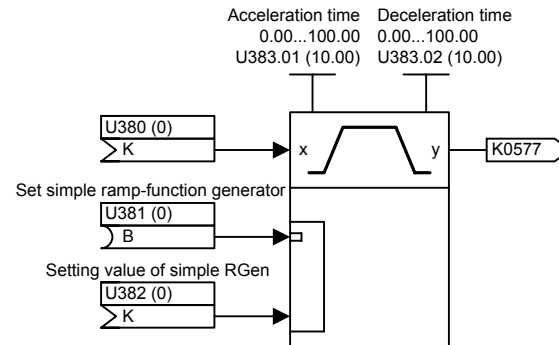 Acceleration time
0.00...100.00
U383.01 (10.00)
Deceleration time
0.00...100.00
U383.02 (10.00)
U380 (0)
K
x
y
K0577
Set simple ramp-function generator
U381 (0)
B
Setting value of simple RGen
U382 (0)
K